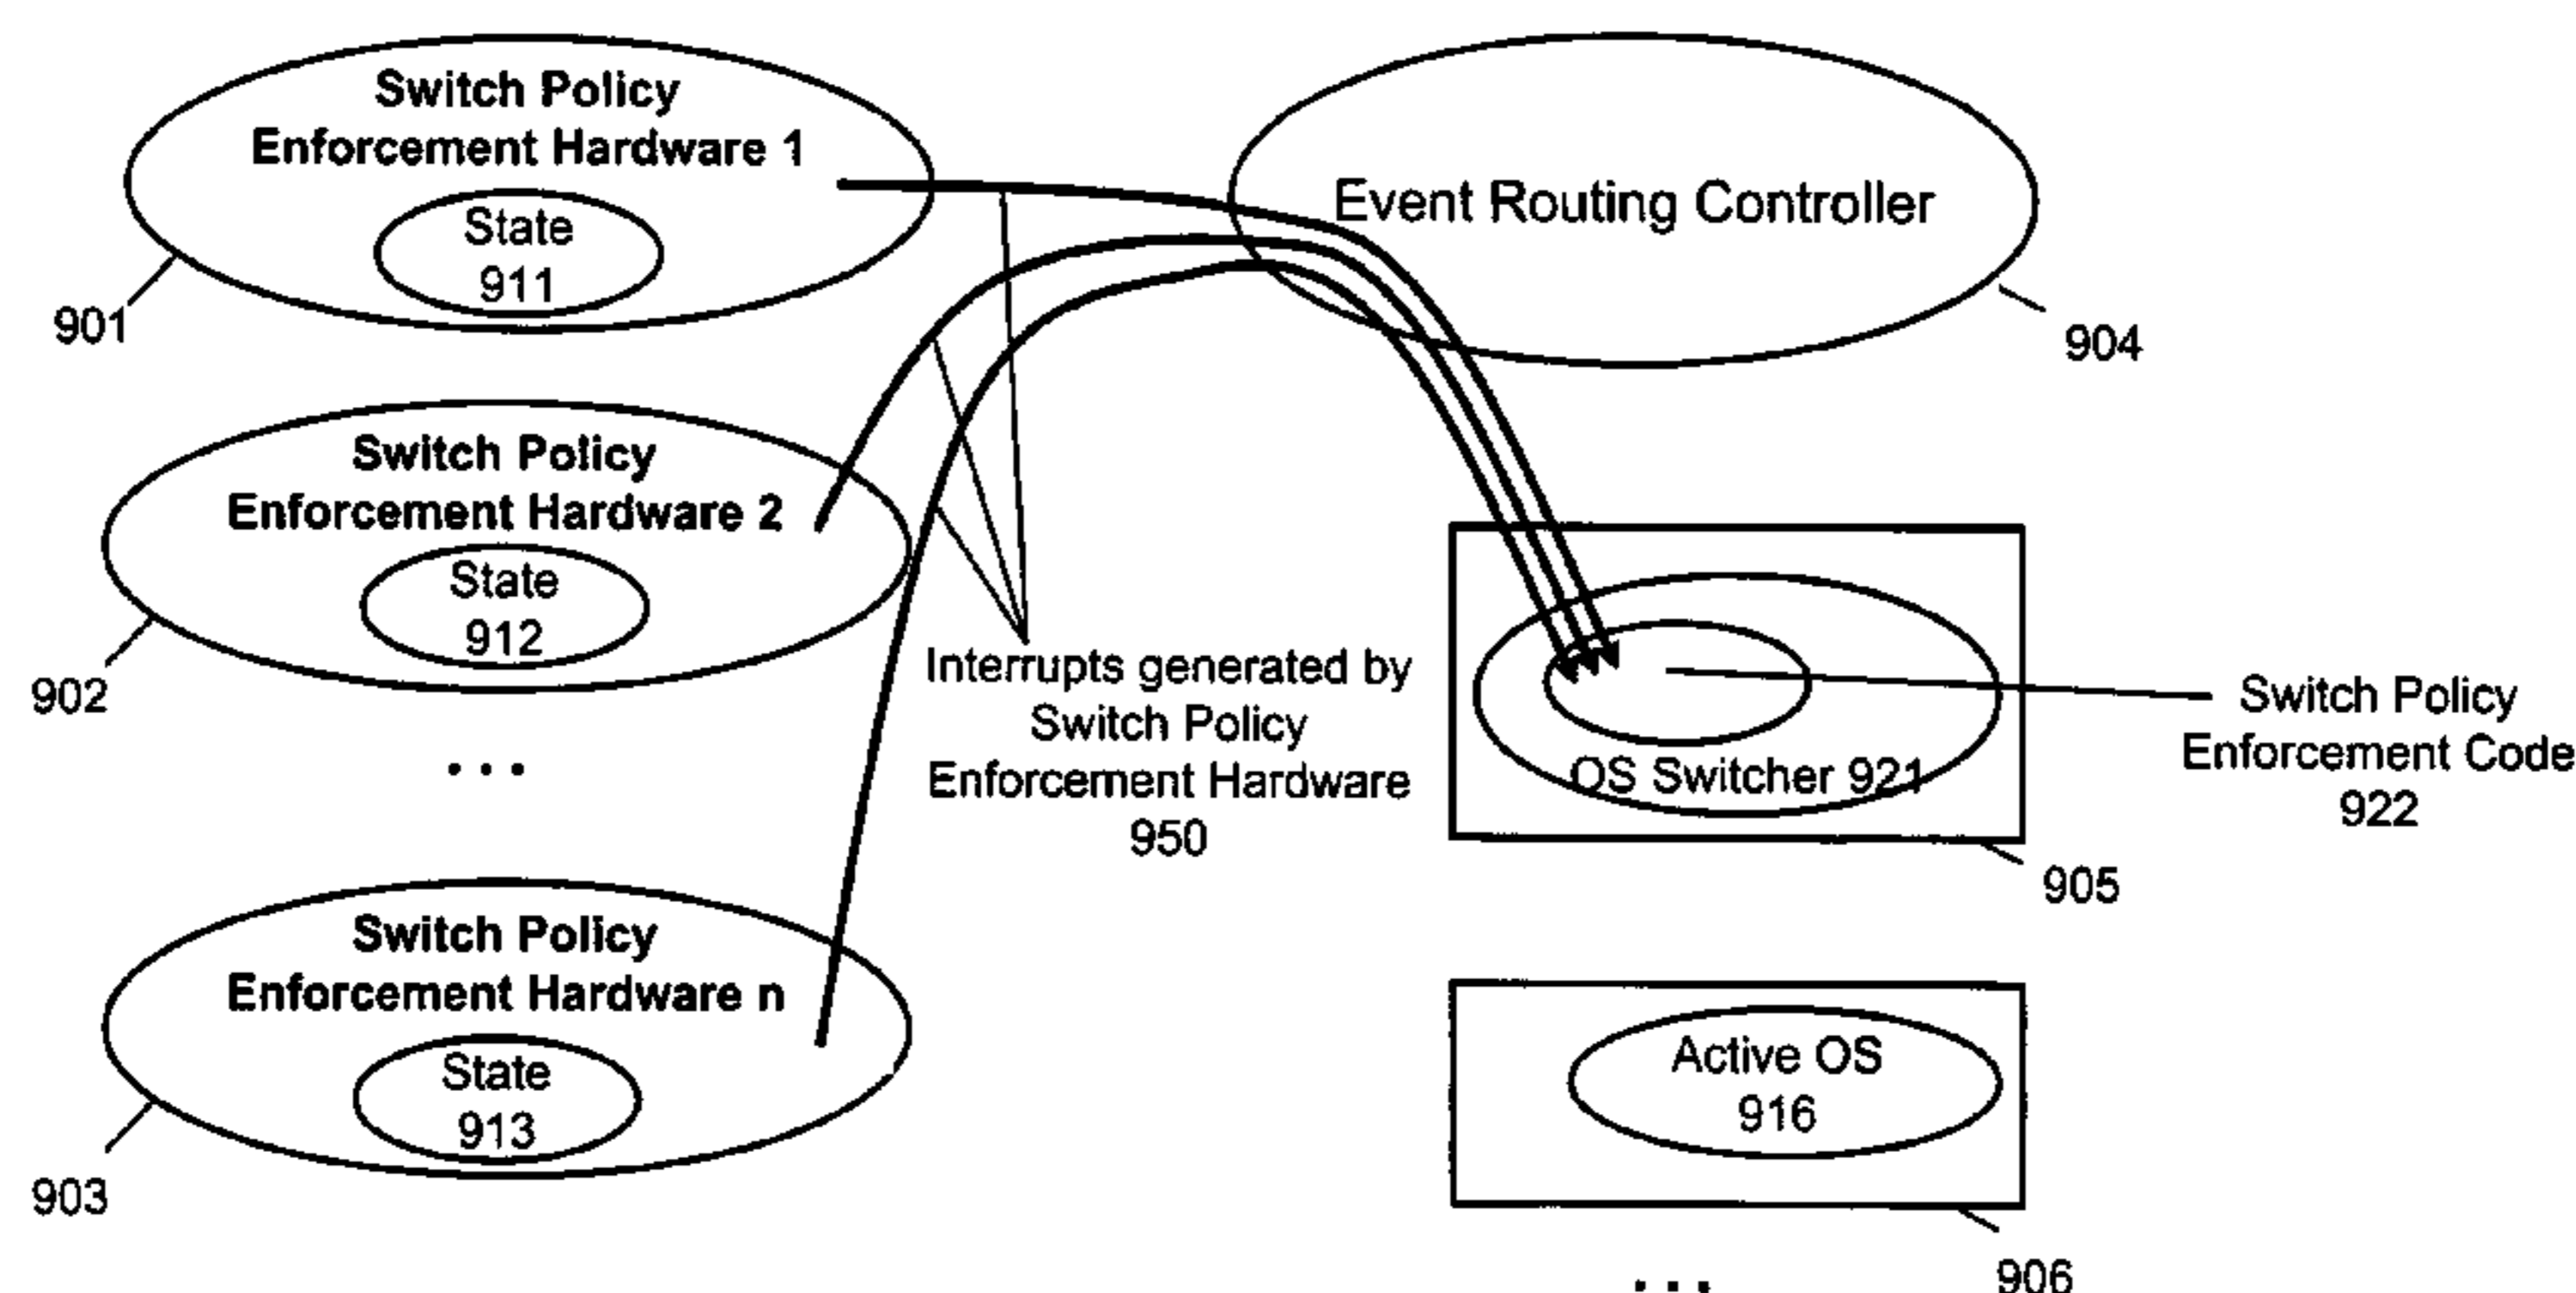 Switch Policy
Enforcement Hardware 1
State
911
901
Event Routing Controller
904
Switch Policy
Enforcement Hardware 2
State
912
902
...
Interrupts generated by
Switch Policy
Enforcement Hardware
950
OS Switcher 921
905
Switch Policy
Enforcement Code
922
Switch Policy
Enforcement Hardware n
State
913
903
Active OS
916
906
...